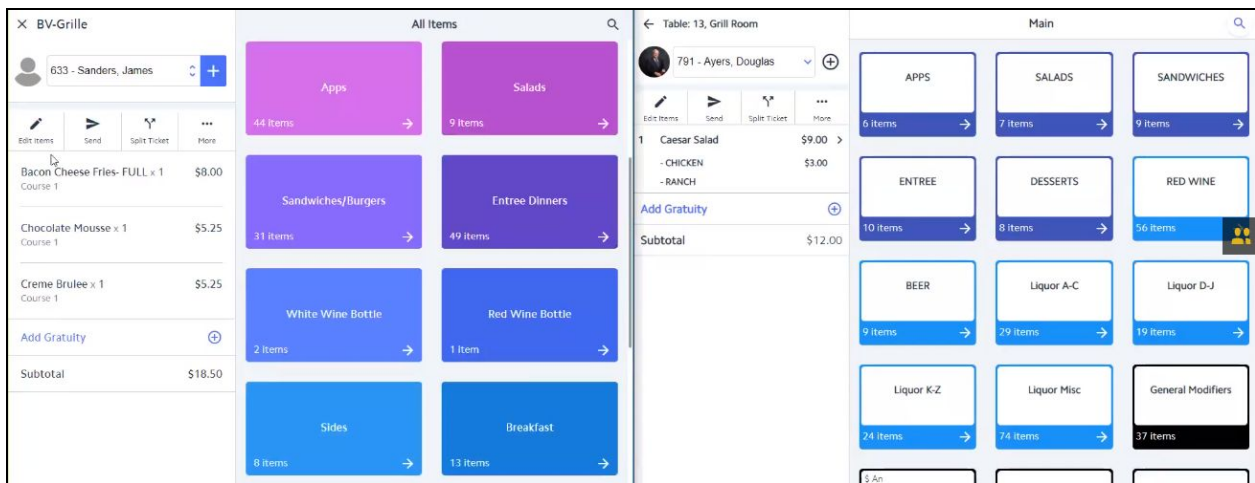 BV-Grille
633 - Sanders, James
Edit Items Send Split Ticket More
Bacon Cheese Fries- FULL x 1 $8.00
Course 1
Chocolate Mousse x 1 $5.25
Course 1
Creme Brulee x 1 $5.25
Course 1
Add Gratuity
Subtotal $18.50
All Items
Apps
44 Items
Salads
9 Items
Sandwiches/Burgers
31 Items
Entree Dinners
49 Items
White Wine Bottle
2 Items
Red Wine Bottle
1 Item
Sides
8 Items
Breakfast
13 Items
Table: 13, Grill Room
791 - Ayers, Douglas
Edit Items Send Split Ticket More
1 Caesar Salad $9.00
- CHICKEN $3.00
- RANCH
Add Gratuity
Subtotal $12.00
Main
APPS
6 items
SALADS
7 items
SANDWICHES
9 items
ENTREE
10 items
DESSERTS
8 items
RED WINE
56 items
BEER
9 items
Liquor A-C
29 items
Liquor D-J
19 items
Liquor K-Z
24 items
Liquor Misc
74 items
General Modifiers
37 items
$ An